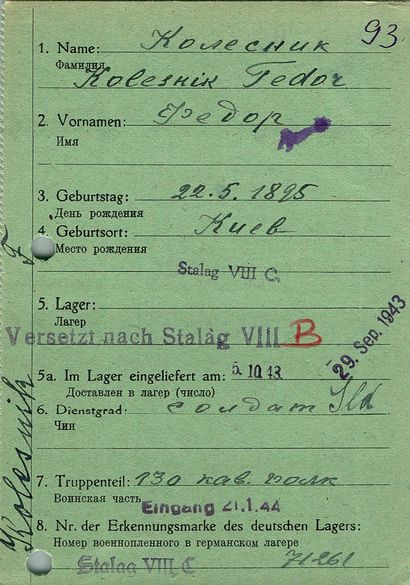 93
1. Name: Колесник
Фамилия
Kolesnik Fedor
2. Vornamen: Федор
Имя
3. Geburtstag: 22.5.1895
День рождения
4. Geburtsort: Киев
Место рождения
Stalag VIII C
5. Lager:
Лагер
Versetzt nach Stalag VIII B
29. Sep. 1943
5a. Im Lager eingeliefert am: 5.10.43
Доставлен в лагер (число)
6. Dienstgrad: солдат Sld
Чин
7. Truppenteil: 130 кав. полк
Воинская часть
Eingang 21.1.44
8. Nr. der Erkennungsmarke des deutschen Lagers:
Номер военнопленного в германском лагере
71261
Stalag VIII C
Kolesnik F